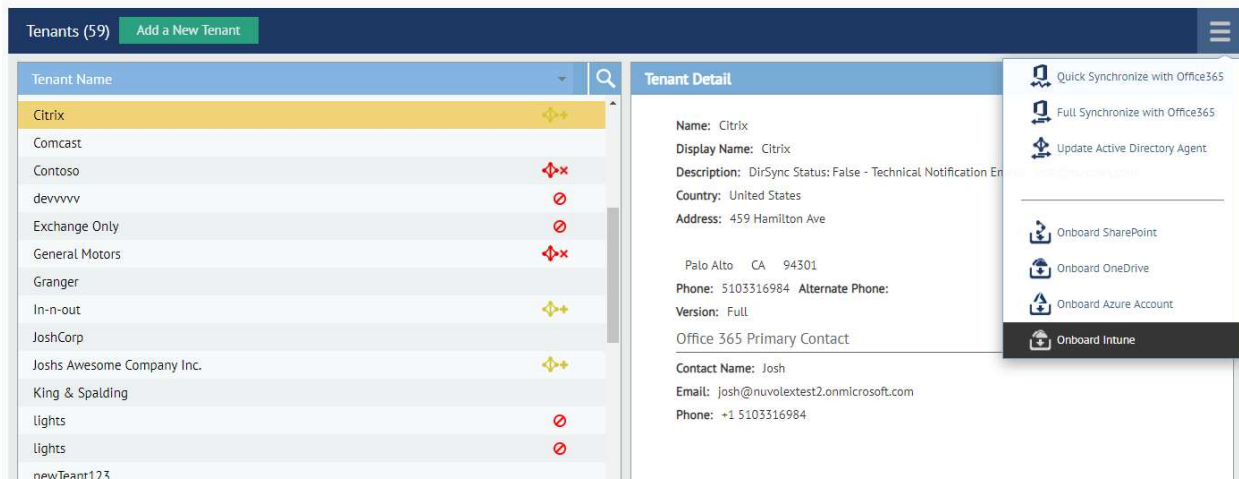 Tenants (59) Add a New Tenant
Tenant Name
Citrix
Comcast
Contoso
devvvvv
Exchange Only
General Motors
Granger
In-n-out
JoshCorp
Joshs Awesome Company Inc.
King & Spalding
lights
lights
newTeant123
Tenant Detail
Name: Citrix
Display Name: Citrix
Description: DirSync Status: False - Technical Notification
Country: United States
Address: 459 Hamilton Ave
Palo Alto CA 94301
Phone: 5103316984 Alternate Phone:
Version: Full
Office 365 Primary Contact
Contact Name: Josh
Email: josh@nuvolextest2.onmicrosoft.com
Phone: +1 5103316984
Quick Synchronize with Office365
Full Synchronize with Office365
Update Active Directory Agent
Onboard SharePoint
Onboard OneDrive
Onboard Azure Account
Onboard Intune